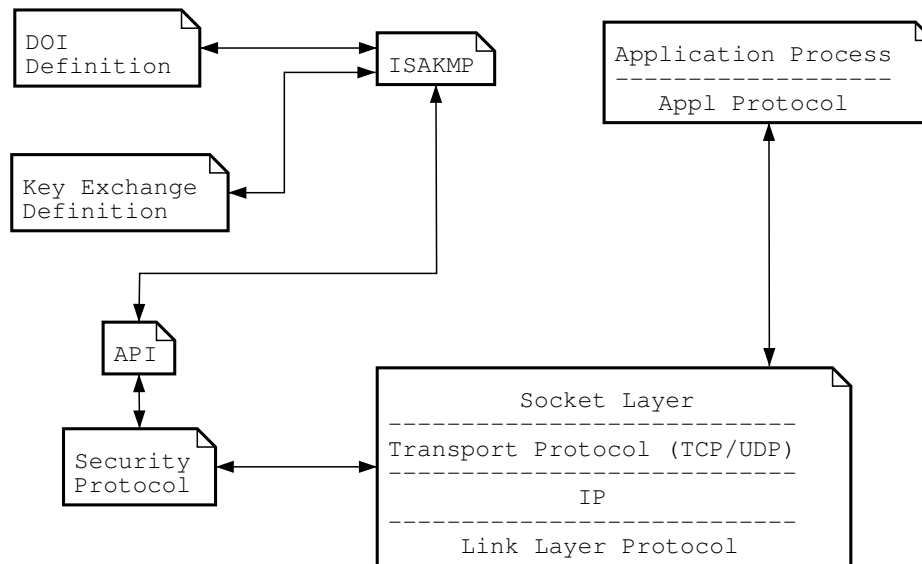 DOI
Definition
ISAKMP
Application Process
Appl Protocol
Key Exchange
Definition
API
Socket Layer
Transport Protocol (TCP/UDP)
IP
Link Layer Protocol
Security
Protocol